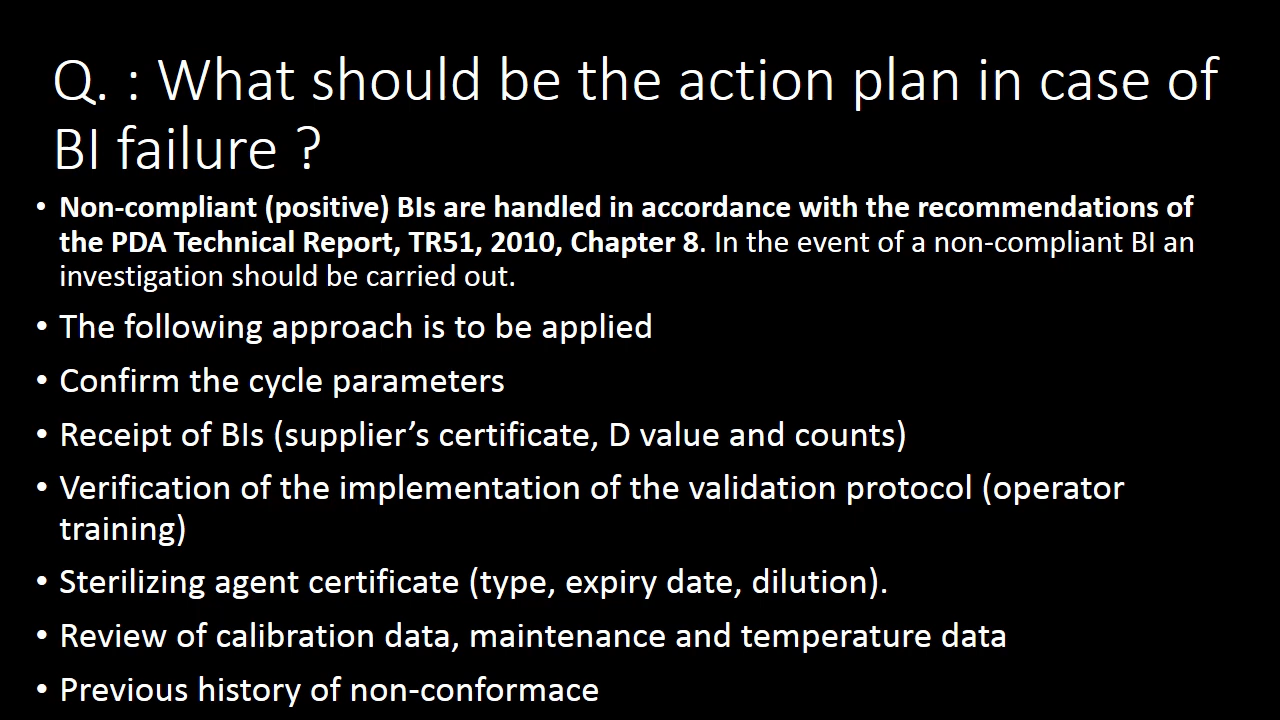 Q. : What should be the action plan in case of
BI failure ?
• Non-compliant (positive) BIs are handled in accordance with the recommendations of
the PDA Technical Report, TR51, 2010, Chapter 8. In the event of a non-compliant BI an
investigation should be carried out.
• The following approach is to be applied
• Confirm the cycle parameters
• Receipt of BIs (supplier’s certificate, D value and counts)
• Verification of the implementation of the validation protocol (operator
training)
• Sterilizing agent certificate (type, expiry date, dilution).
• Review of calibration data, maintenance and temperature data
• Previous history of non-conformace